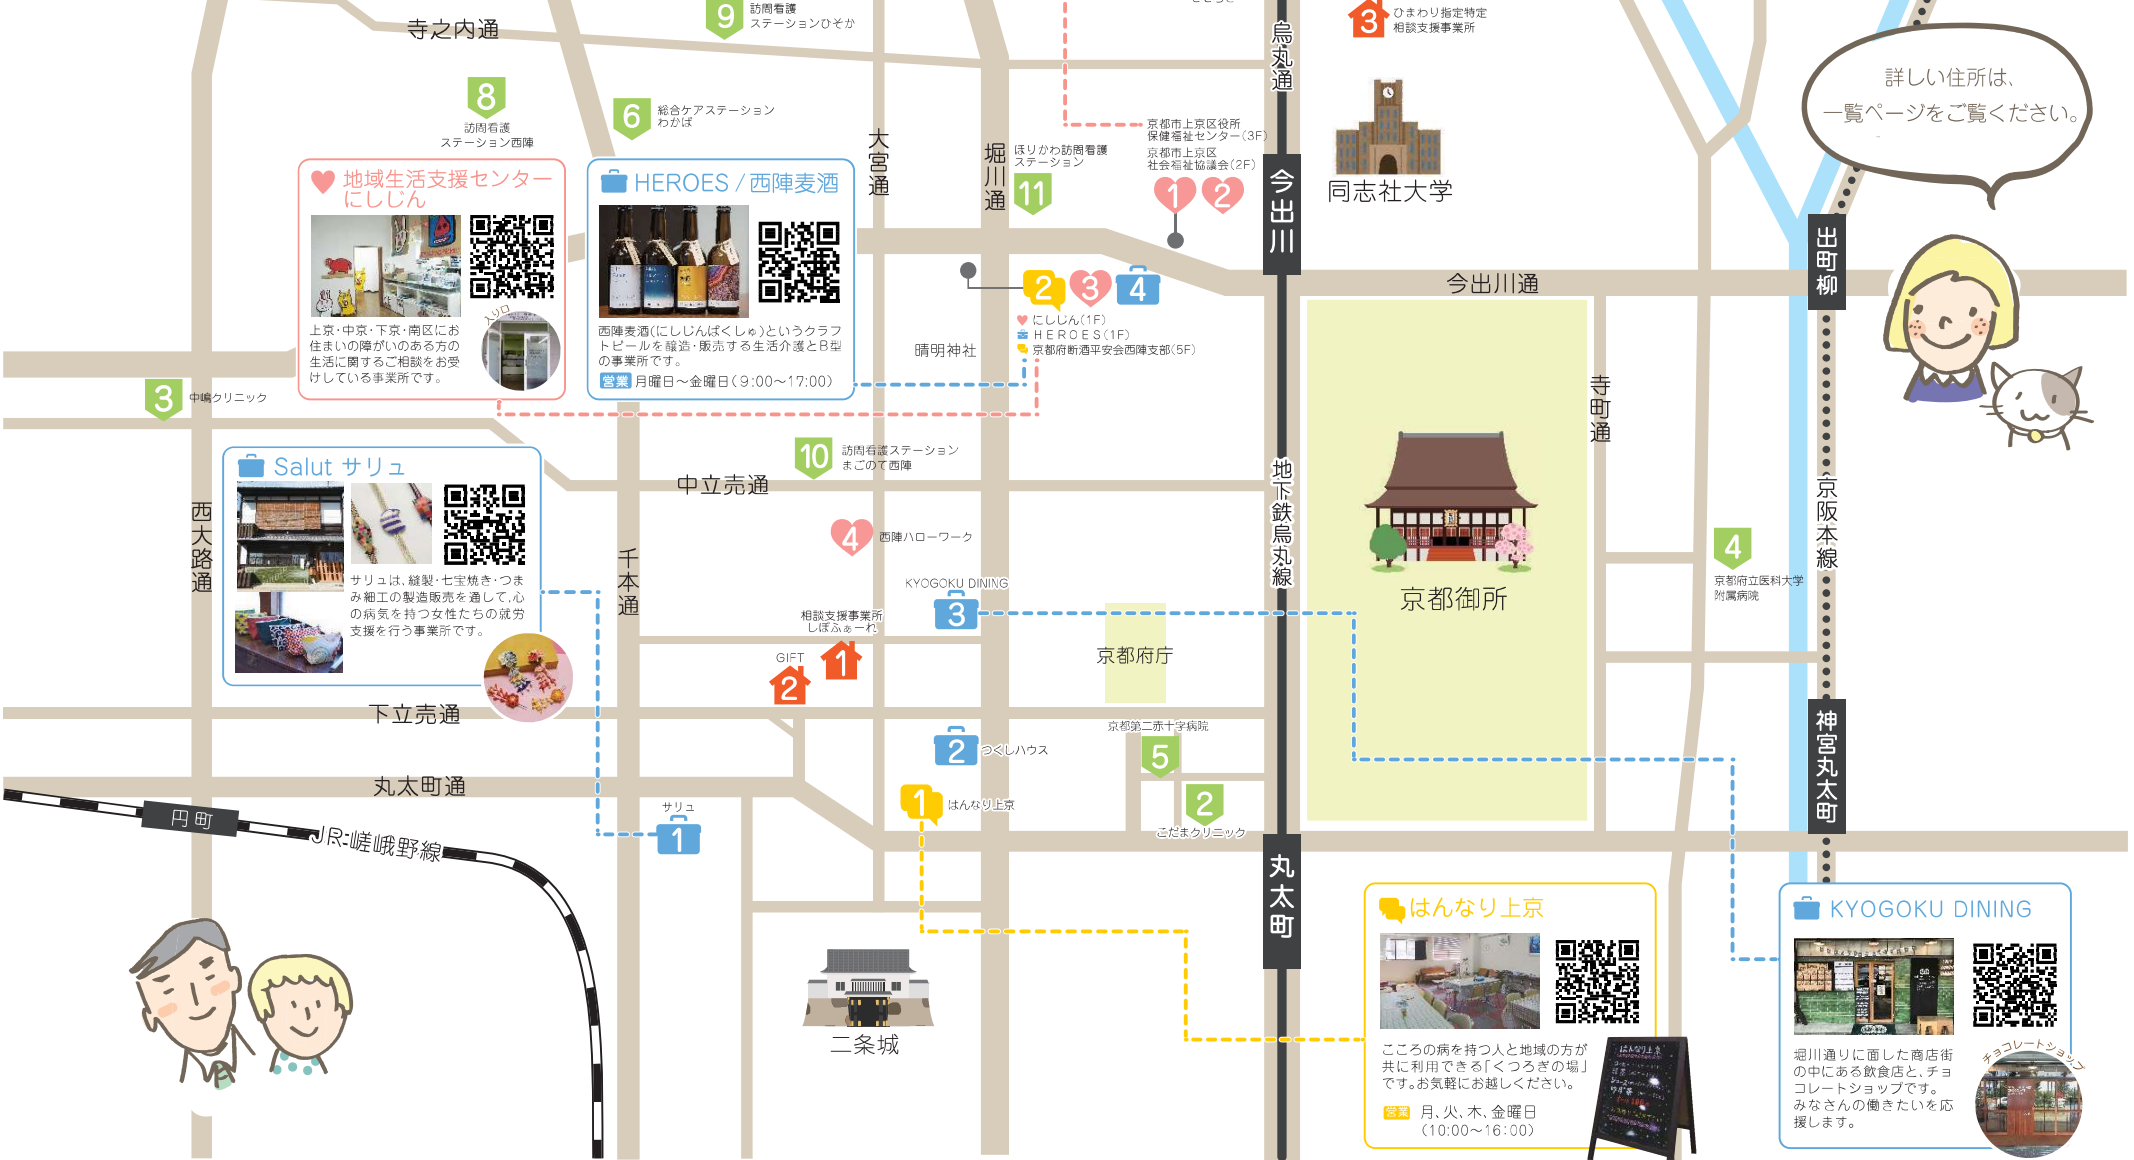 9
訪問看護
ステーションひそか
寺之内通
8
訪問看護
ステーション西陣
6
総合ケアステーション
わかば
大宮通
堀川通
烏丸通
3
ひまわり指定特定
相談支援事業所
京都市上京区役所
保健福祉センター(3F)
京都市上京区
社会福祉協議会(2F)
1
2
ほりかわ訪問看護
ステーション
11
今出川
同志社大学
詳しい住所は、
一覧ページをご覧ください。
出町柳
地域生活支援センター
にしじん
入り口
上京・中京・下京・南区にお
住まいの障がいのある方の
生活に関するご相談をお受
けしている事業所です。
HEROES / 西陣麦酒
西陣麦酒(にしじんばくしゅ)というクラフ
トビールを醸造・販売する生活介護とB型
の事業所です。
営業 月曜日〜金曜日(9:00〜17:00)
2
3
4
にしじん(1F)
HEROES(1F)
京都府断酒平安会西陣支部(5F)
晴明神社
今出川通
寺町通
3
中嶋クリニック
Salut サリュ
サリュは、縫製・七宝焼き・つま
み細工の製造販売を通して、心
の病気を持つ女性たちの就労
支援を行う事業所です。
西大路通
千本通
10
訪問看護ステーション
まごのて西陣
中立売通
4
西陣ハローワーク
KYOGOKU DINING
3
相談支援事業所
しぽふぁーれ
1
GIFT
2
地下鉄烏丸線
京都御所
京都府庁
4
京都府立医科大学
附属病院
京阪本線
神宮丸太町
下立売通
2
つくしハウス
京都第二赤十字病院
5
2
こだまクリニック
丸太町通
1
はんなり上京
サリュ
1
円町
JR嵯峨野線
丸太町
二条城
はんなり上京
こころの病を持つ人と地域の方が
共に利用できる「くつろぎの場」
です。お気軽にお越しください。
営業 月、火、木、金曜日
(10:00〜16:00)
はんなり上京
KYOGOKU DINING
チョコレートショップ
堀川通りに面した商店街
の中にある飲食店と、チョ
コレートショップです。
みなさんの働きたいを応
援します。